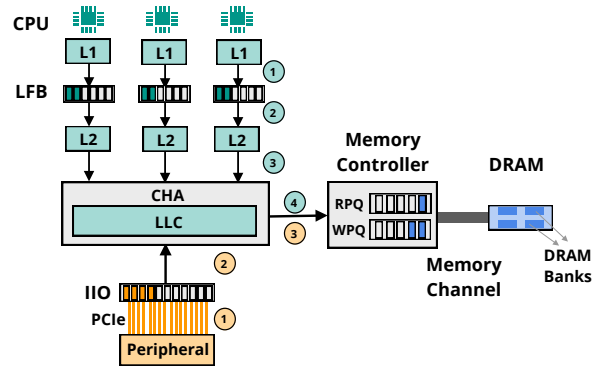 CPU
L1 L1 L1
1
LFB
2
L2 L2 L2
3
CHA
LLC
4
3
Memory
Controller
RPQ
WPQ
DRAM
Memory
Channel
DRAM
Banks
2
IIO
PCIe
1
Peripheral